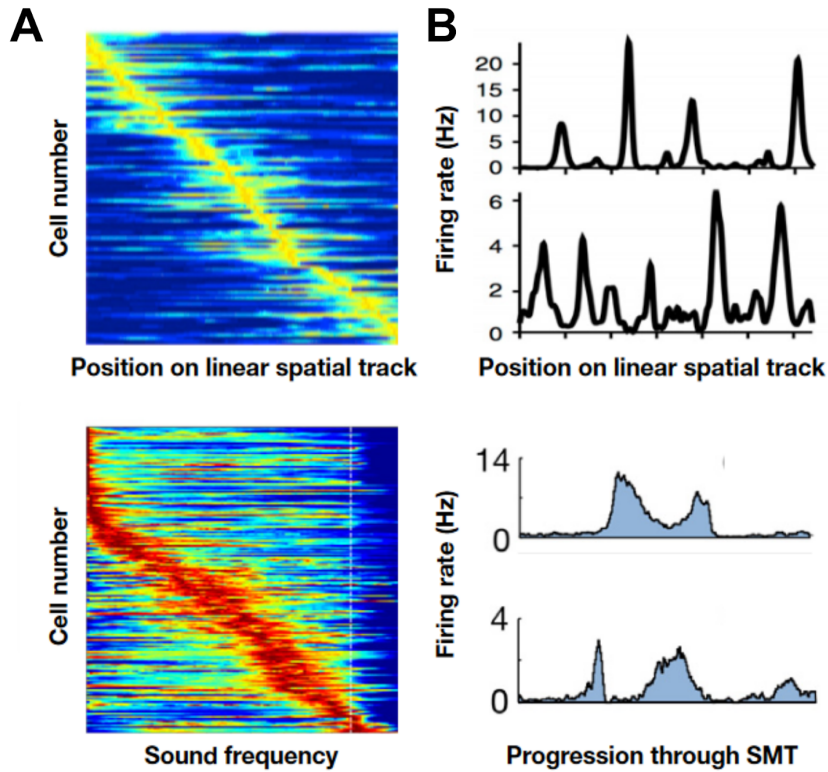 A
Cell number
Position on linear spatial track
Cell number
Sound frequency
B
Firing rate (Hz)
20
15
10
5
0
6
4
2
0
Position on linear spatial track
Firing rate (Hz)
14
0
4
0
Progression through SMT